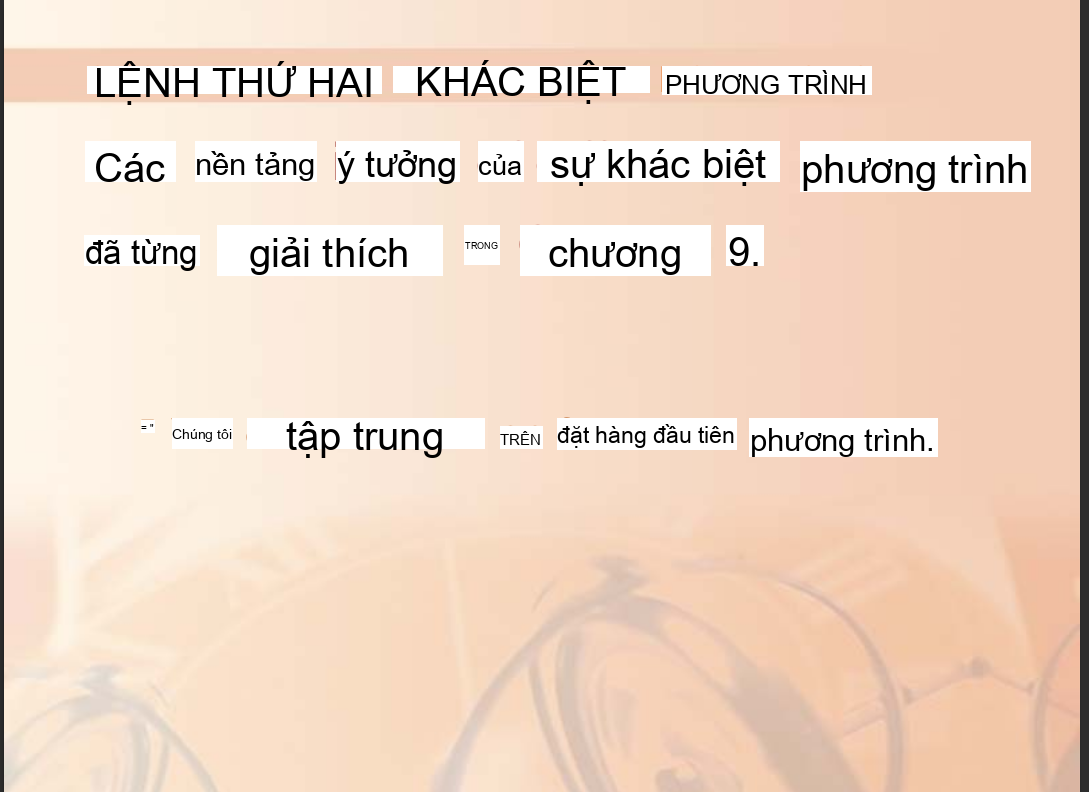 LỆNH THỨ HAI KHÁC BIỆT PHƯƠNG TRÌNH
Các nền tảng ý tưởng của sự khác biệt phương trình
đã từng giải thích TRONG chương 9.
= " Chúng tôi tập trung TRÊN đặt hàng đầu tiên phương trình.